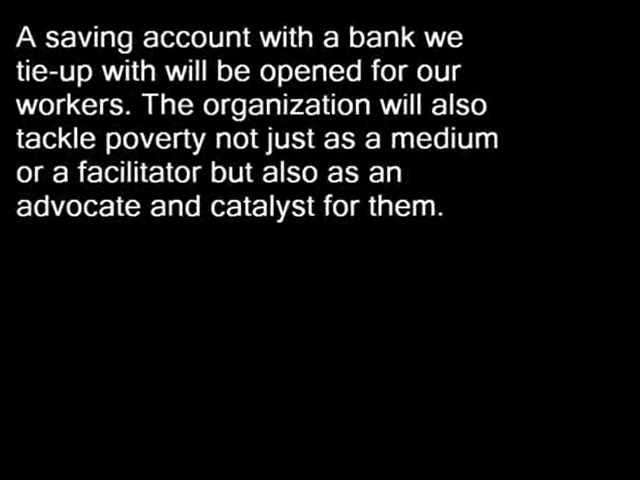 A saving account with a bank we
tie-up with will be opened for our
workers. The organization will also
tackle poverty not just as a medium
or a facilitator but also as an
advocate and catalyst for them.